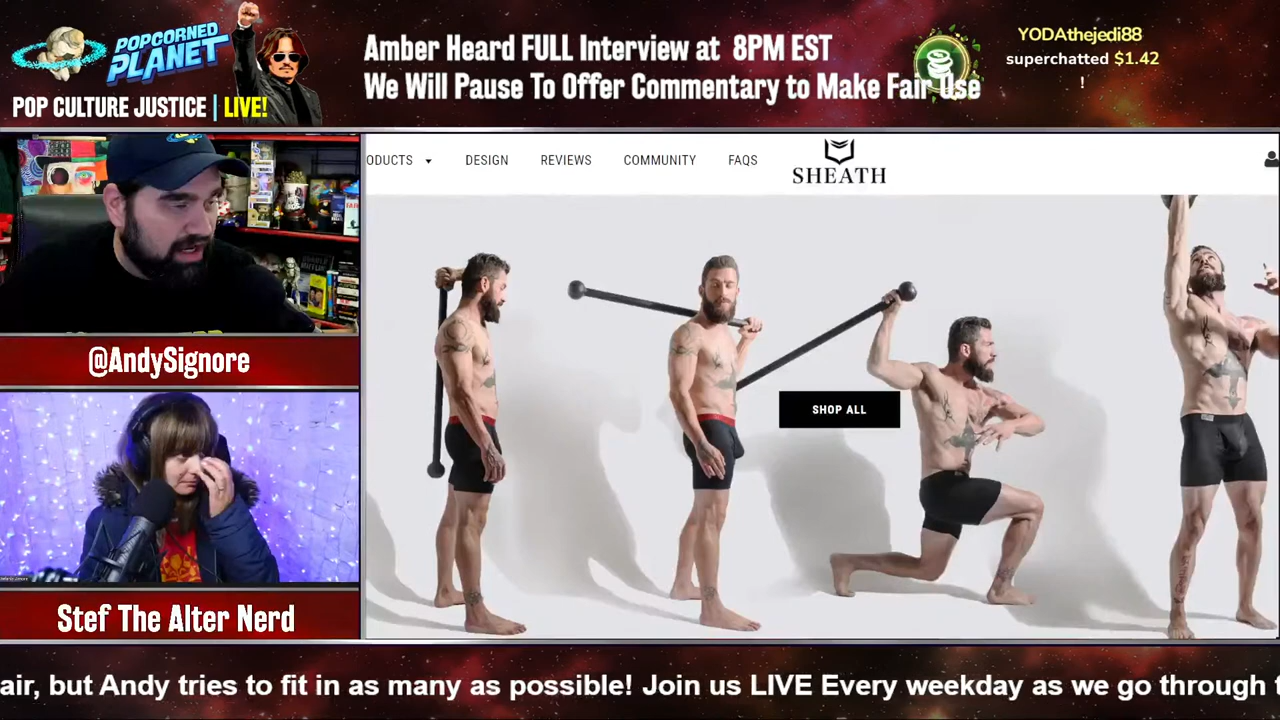 POPCORNED
PLANET
POP CULTURE JUSTICE | LIVE!
Amber Heard FULL Interview at 8PM EST
We Will Pause To Offer Commentary to Make Fair Use
YODAthejedi88
superchatted $1.42
!
ODUCTS
DESIGN
REVIEWS
COMMUNITY
FAQS
SHEATH
SHOP ALL
@AndySignore
Stef The Alter Nerd
air, but Andy tries to fit in as many as possible! Join us LIVE Every weekday as we go through